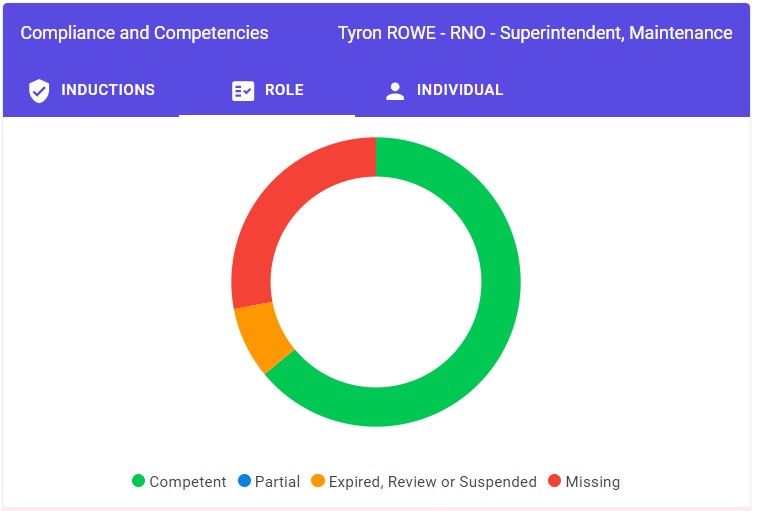 Compliance and Competencies Tyron ROWE - RNO - Superintendent, Maintenance
INDUCTIONS ROLE INDIVIDUAL
Competent Partial Expired, Review or Suspended Missing